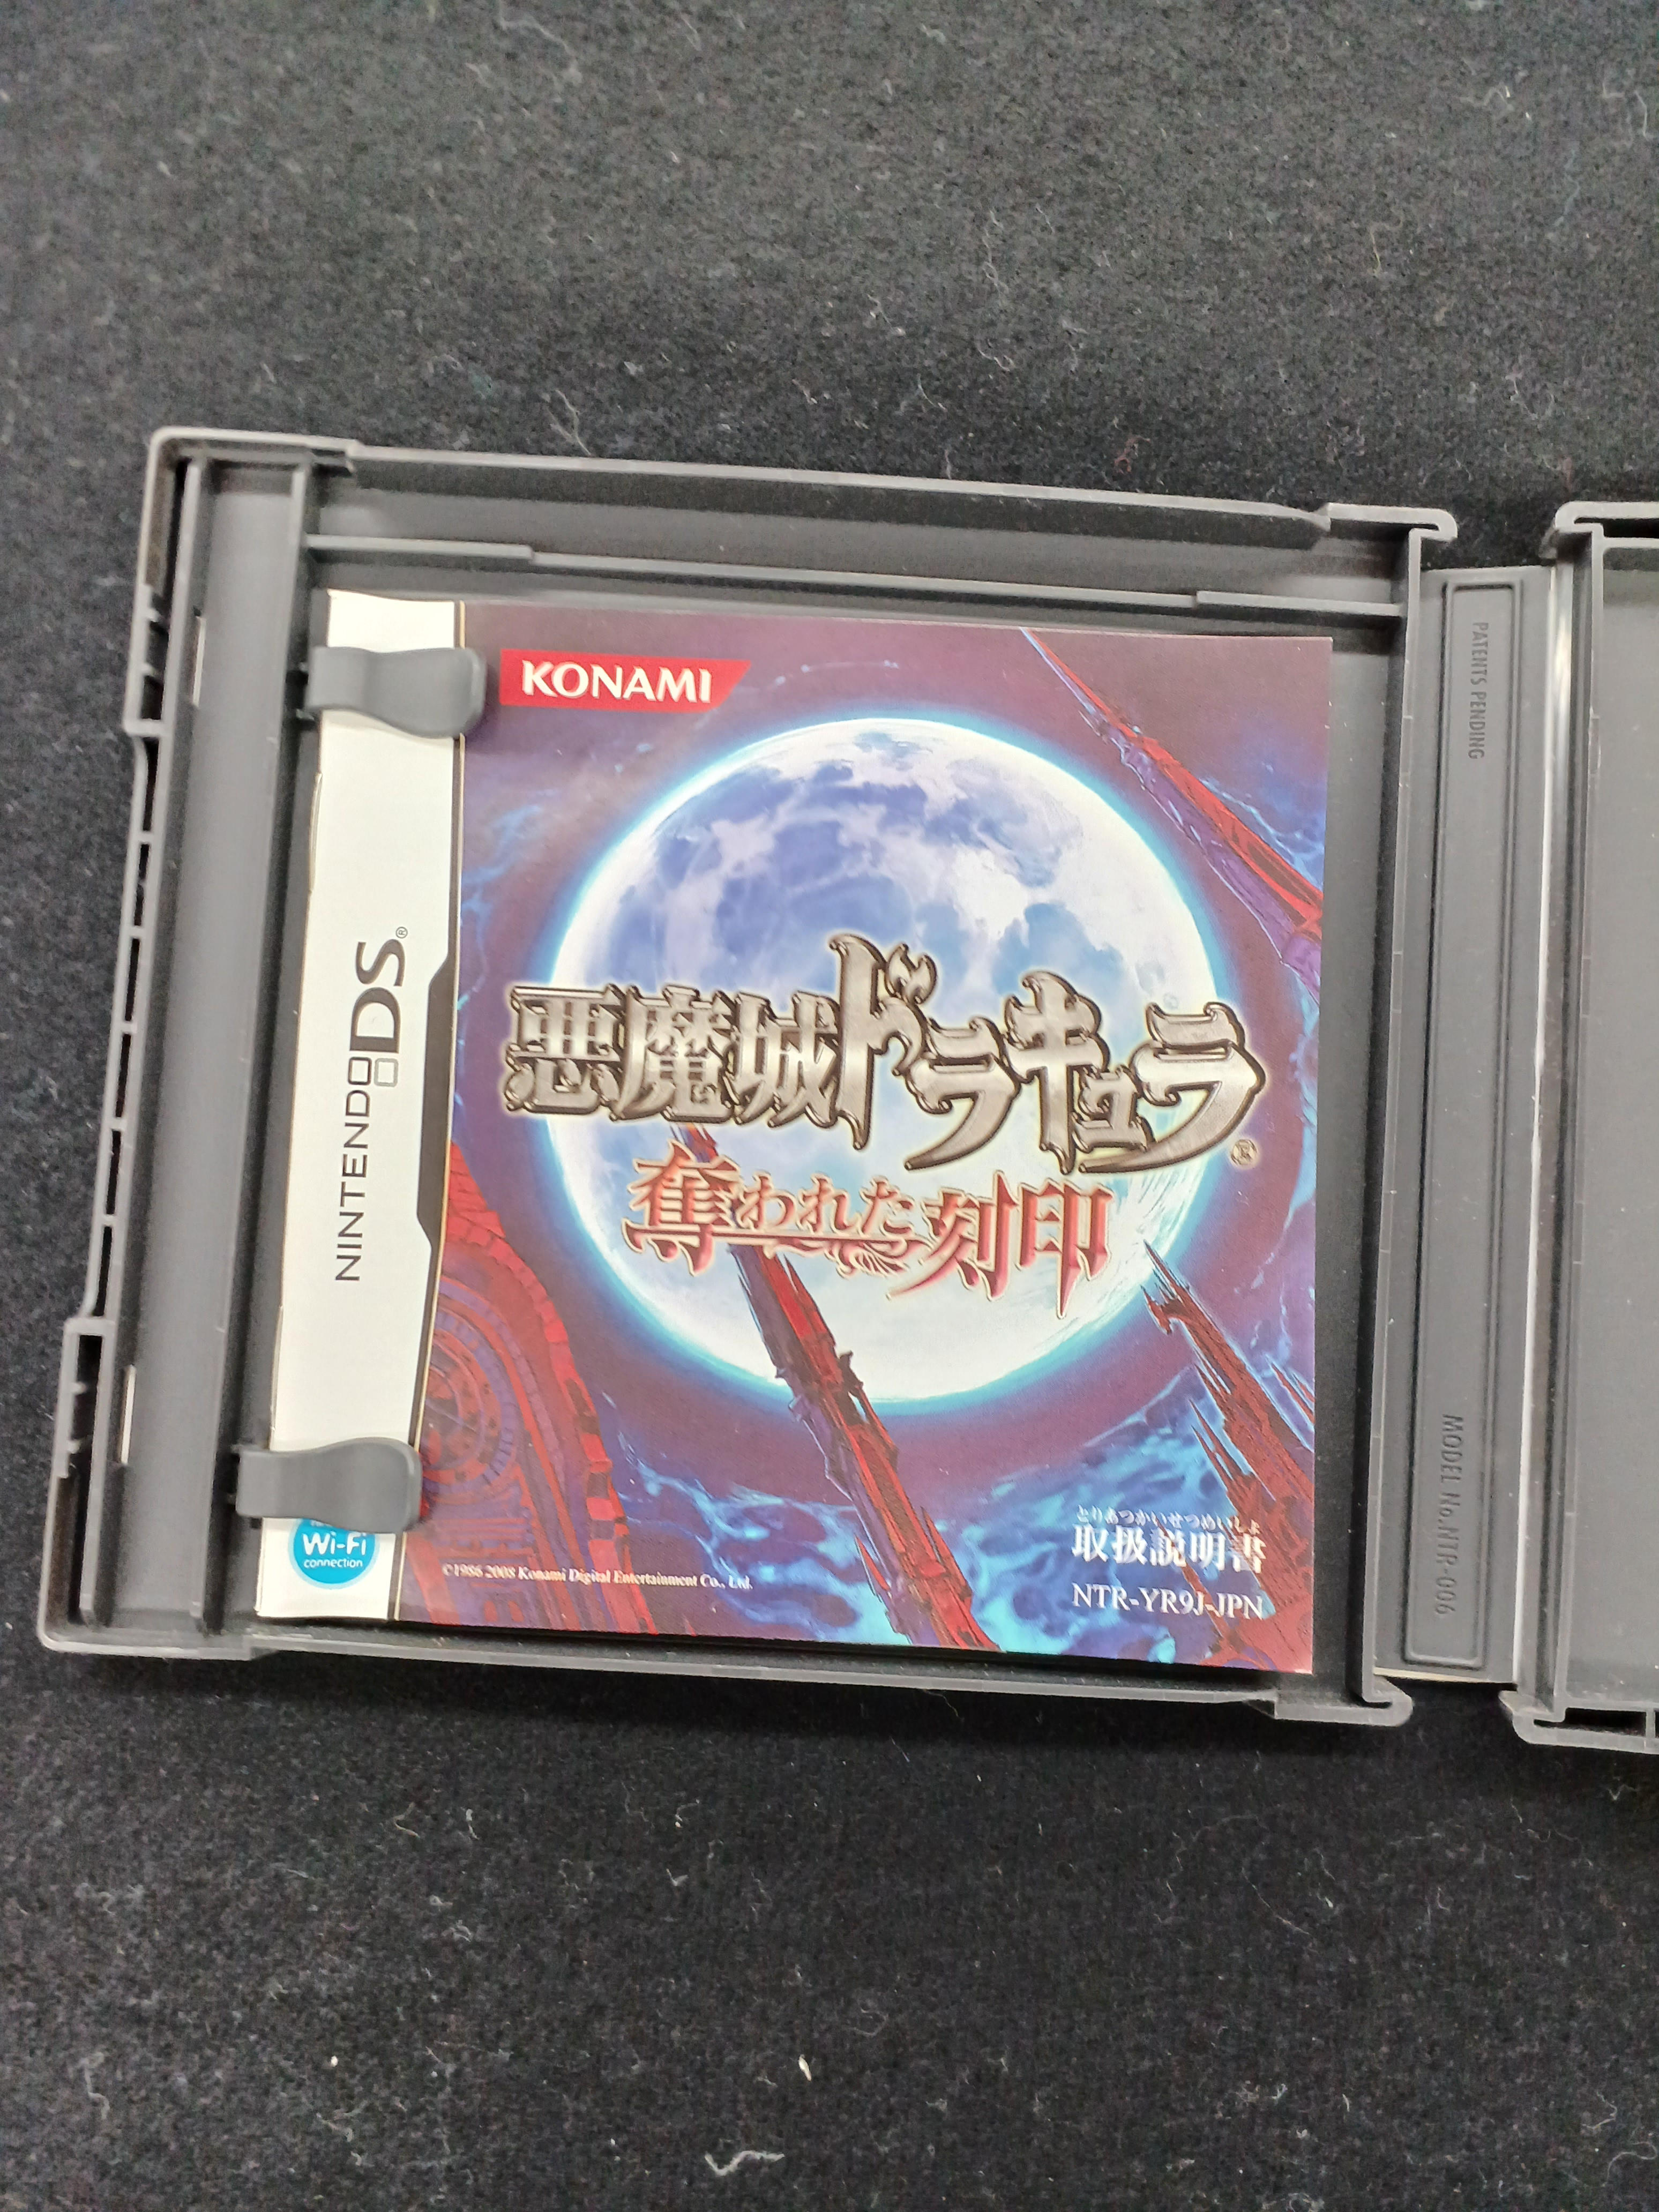 KONAMI
NINTENDO DS®
悪魔城ドラキュラ®
奪われた刻印
とりあつかいせつめいしょ
取扱説明書
NTR-YR9J-JPN
©1986 2008 Konami Digital Entertainment Co., Ltd.
Wi-Fi
connection
PATENTS PENDING
MODEL No.NTR-006